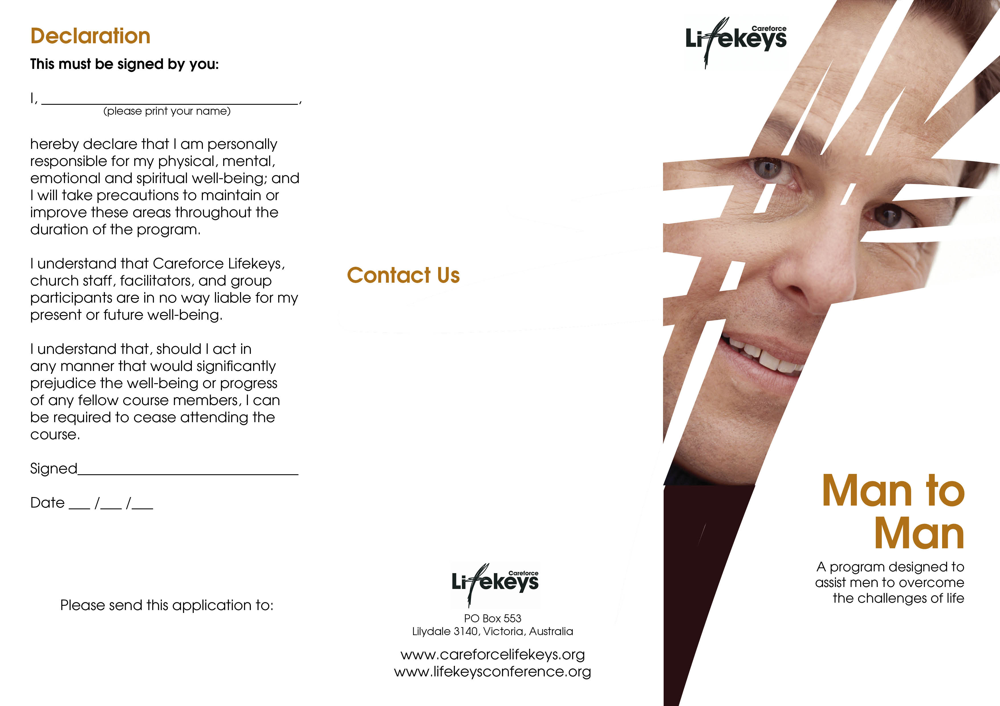 Declaration
This must be signed by you:
I, ____________________________________,
(please print your name)
hereby declare that I am personally
responsible for my physical, mental,
emotional and spiritual well-being; and
I will take precautions to maintain or
improve these areas throughout the
duration of the program.
I understand that Careforce Lifekeys,
church staff, facilitators, and group
participants are in no way liable for my
present or future well-being.
I understand that, should I act in
any manner that would significantly
prejudice the well-being or progress
of any fellow course members, I can
be required to cease attending the
course.
Signed_______________________________
Date ___ /___ /___
Please send this application to:
Contact Us
Careforce
Lifekeys
PO Box 553
Lilydale 3140, Victoria, Australia
www.careforcelifekeys.org
www.lifekeysconference.org
Careforce
Lifekeys
Man to
Man
A program designed to
assist men to overcome
the challenges of life